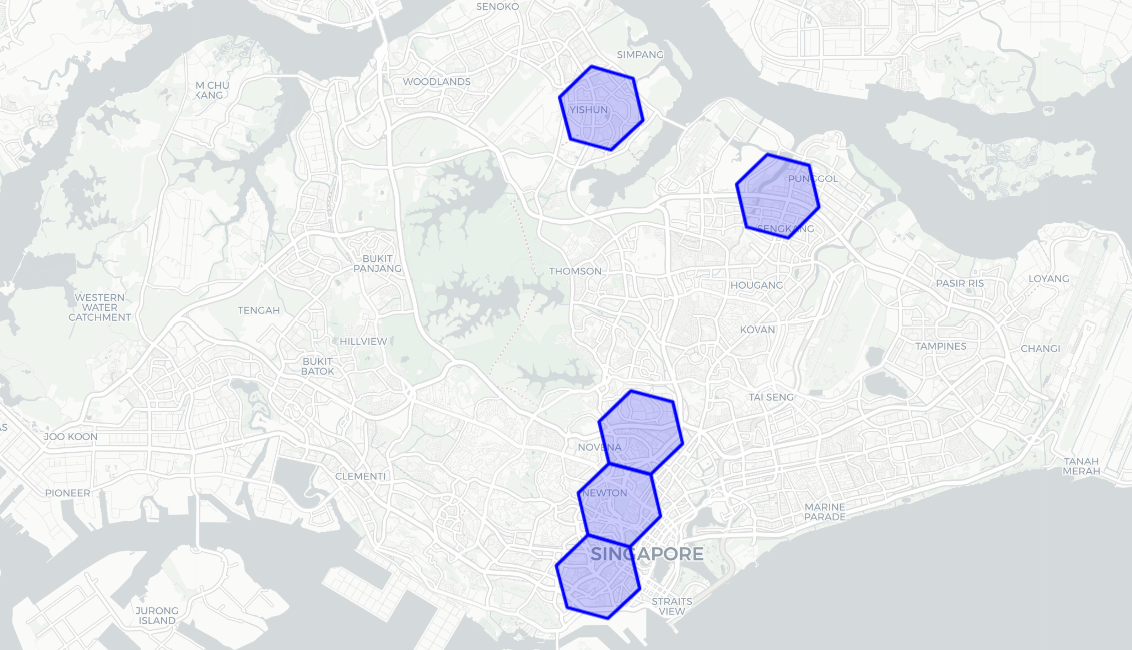 SENOKO
SIMPANG
WOODLANDS
M CHU
KANG
YISHUN
PUNGGOL
SENGKANG
BUKIT
PANJANG
THOMSON
HOUGANG
PASIR RIS
LOYANG
WESTERN
WATER
CATCHMENT
TENGAH
KOVAN
HILLVIEW
TAMPINES
CHANGI
BUKIT
BATOK
TAI SENG
AS
JOO KOON
NOVENA
TANAH
MERAH
CLEMENTI
PIONEER
NEWTON
MARINE
PARADE
SINGAPORE
STRAITS
VIEW
JURONG
ISLAND